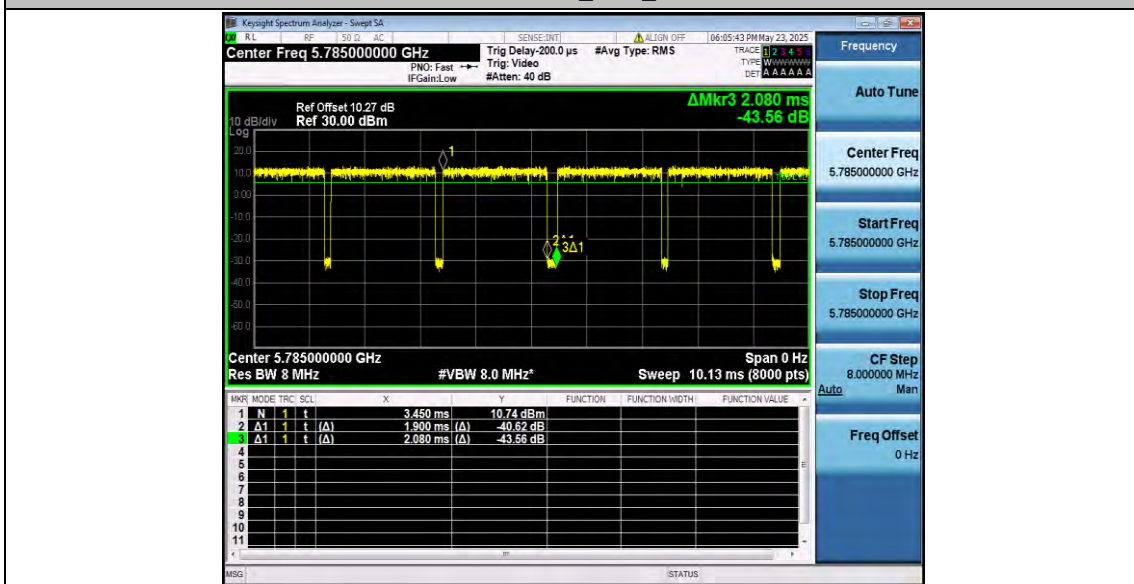 Keysight Spectrum Analyzer - Swept SA
RL RF 50 Ω AC SENSE:INT ALIGN OFF 06:05:43 PM May 23, 2025
Center Freq 5.785000000 GHz
PNO: Fast
IFGain:Low
Trig Delay-200.0 µs
Trig: Video
#Atten: 40 dB
#Avg Type: RMS
TRACE 1 2 3 4 5 6
TYPE W
DET A A A A A A
Frequency
Auto Tune
Center Freq
5.785000000 GHz
Start Freq
5.785000000 GHz
Stop Freq
5.785000000 GHz
CF Step
8.000000 MHz
Auto Man
Freq Offset
0 Hz
ΔMkr3 2.080 ms
-43.56 dB
Ref Offset 10.27 dB
10 dB/div Ref 30.00 dBm
Log
20.0
10.0
0.00
-10.0
-20.0
-30.0
-40.0
-50.0
-60.0
1
3Δ1
Center 5.785000000 GHz Span 0 Hz
Res BW 8 MHz #VBW 8.0 MHz* Sweep 10.13 ms (8000 pts)
MKR MODE TRC SCL X Y FUNCTION FUNCTION WIDTH FUNCTION VALUE
1 N 1 t 3.450 ms 10.74 dBm
2 Δ1 1 t (Δ) 1.900 ms (Δ) -40.62 dB
3 Δ1 1 t (Δ) 2.080 ms (Δ) -43.56 dB
4
5
6
7
8
9
10
11
MSG STATUS